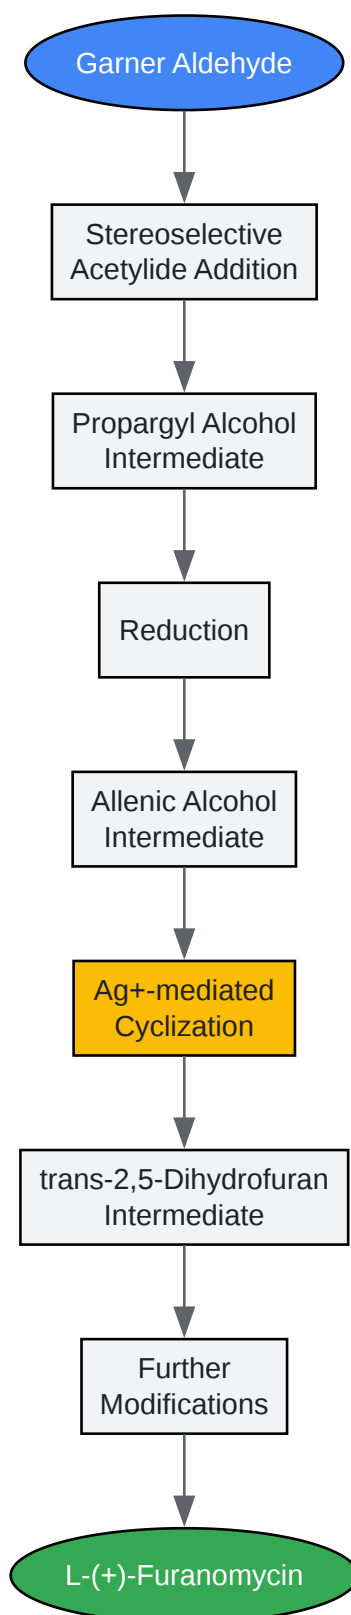 Garner Aldehyde
Stereoselective
Acetylide Addition
Propargyl Alcohol
Intermediate
Reduction
Allenic Alcohol
Intermediate
Ag+-mediated
Cyclization
trans-2,5-Dihydrofuran
Intermediate
Further
Modifications
L-(+)-Furanomycin